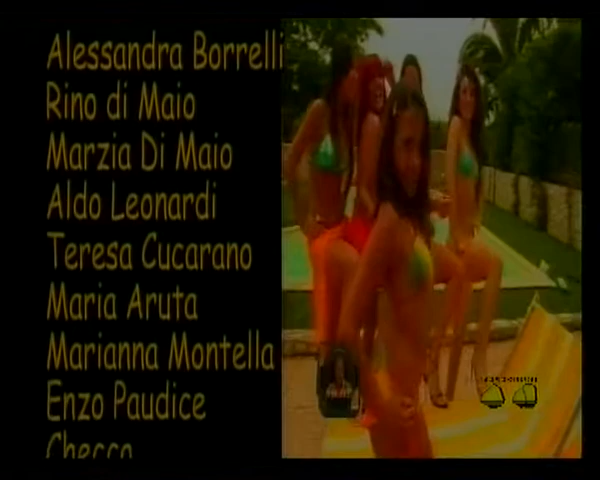 Alessandra Borrelli
Rino di Maio
Marzia Di Maio
Aldo Leonardi
Teresa Cucarano
Maria Aruta
Marianna Montella
Enzo Paudice
Checco